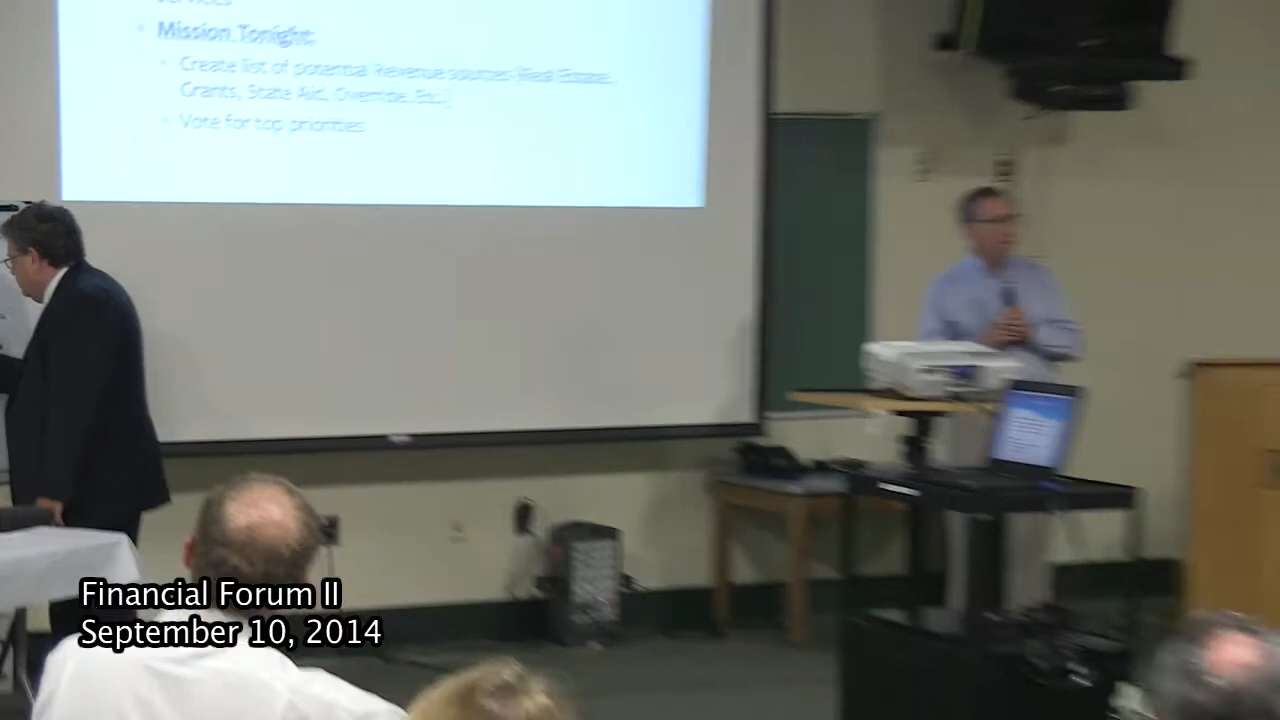 services
Mission Tonight:
Create list of potential Revenue sources (Real Estate,
Grants, State Aid, Override, Etc.)
Vote for top priorities
Financial Forum II
September 10, 2014